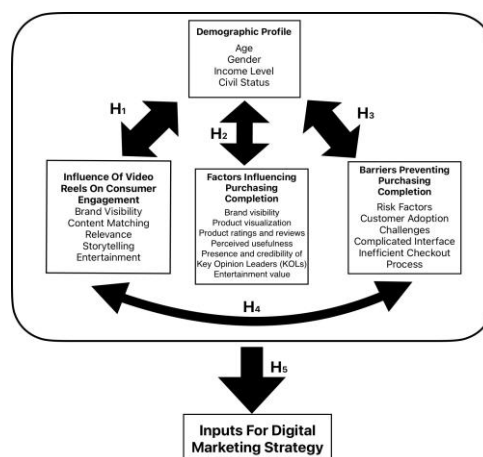 Demographic Profile
Age
Gender
Income Level
Civil Status
H1
H2
H3
Influence Of Video
Reels On Consumer
Engagement
Brand Visibility
Content Matching
Relevance
Storytelling
Entertainment
Factors Influencing
Purchasing
Completion
Brand visibility
Product visualization
Product ratings and reviews
Perceived usefulness
Presence and credibility of
Key Opinion Leaders (KOLs)
Entertainment value
Barriers Preventing
Purchasing
Completion
Risk Factors
Customer Adoption
Challenges
Complicated Interface
Inefficient Checkout
Process
H4
H5
Inputs For Digital
Marketing Strategy